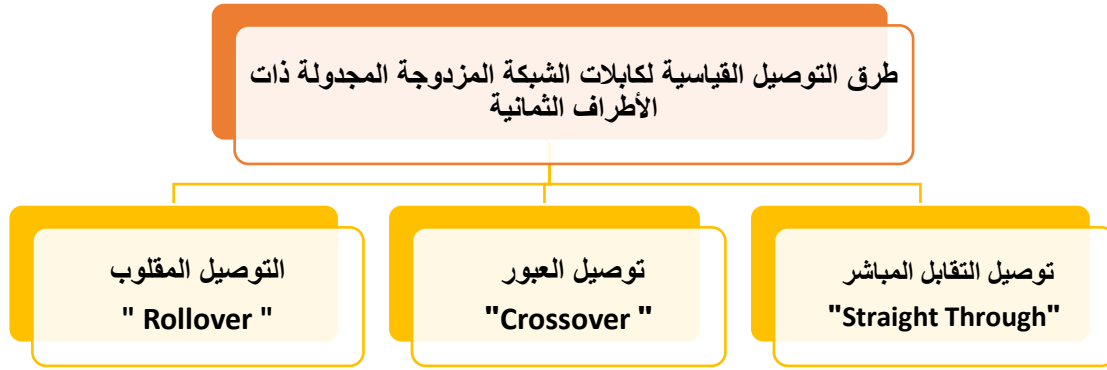 طرق التوصيل القياسية لكابلات الشبكة المزدوجة المجدولة ذات
الأطراف الثمانية
توصيل التقابل المباشر
"Straight Through"
توصيل العبور
"Crossover "
التوصيل المقلوب
" Rollover "